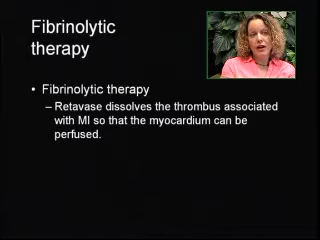 Fibrinolytic
therapy
• Fibrinolytic therapy
– Retavase dissolves the thrombus associated
with MI so that the myocardium can be
perfused.